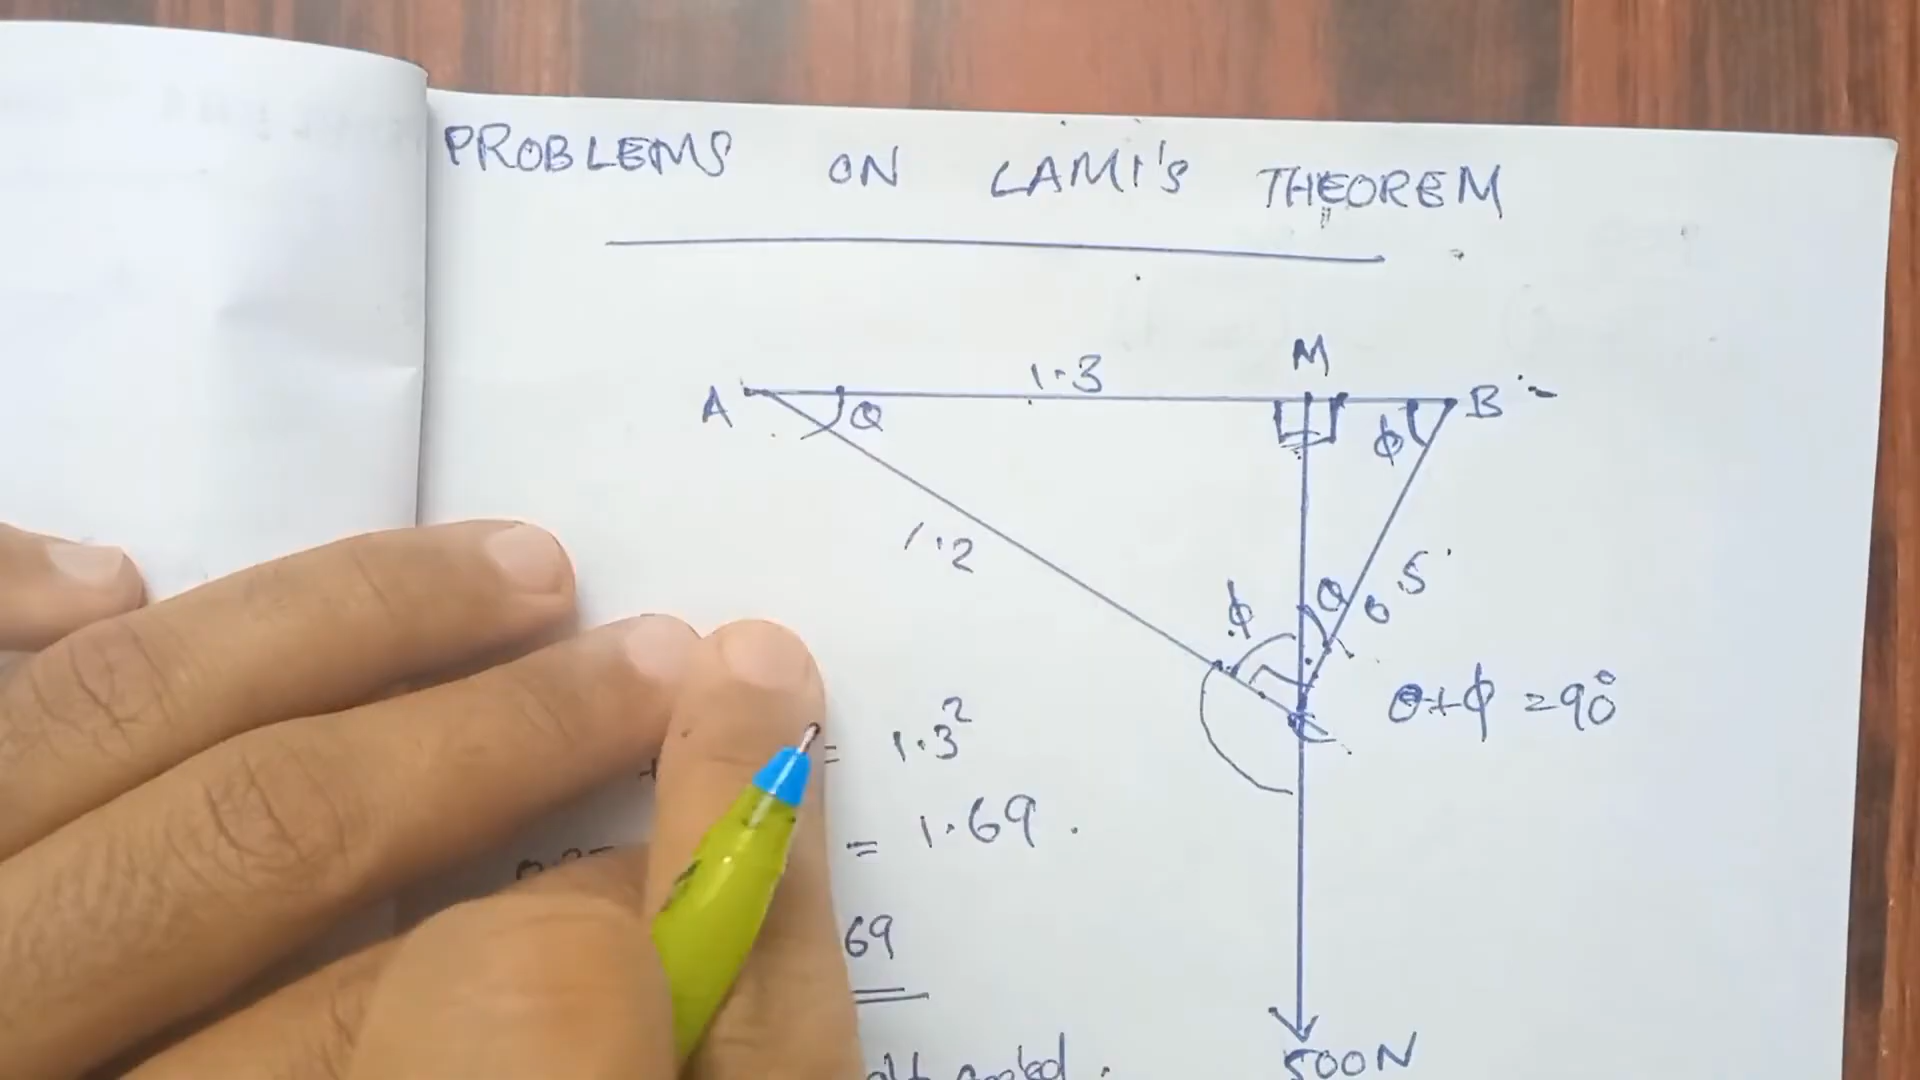 PROBLEMS ON LAMI'S THEOREM
M
1.3
A θ
φ B
1.2
0.5
φ θ
θ+φ = 90°
= 1.3²
= 1.69
69
C
500N